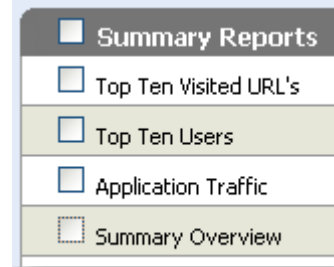 Summary Reports
Top Ten Visited URL's
Top Ten Users
Application Traffic
Summary Overview